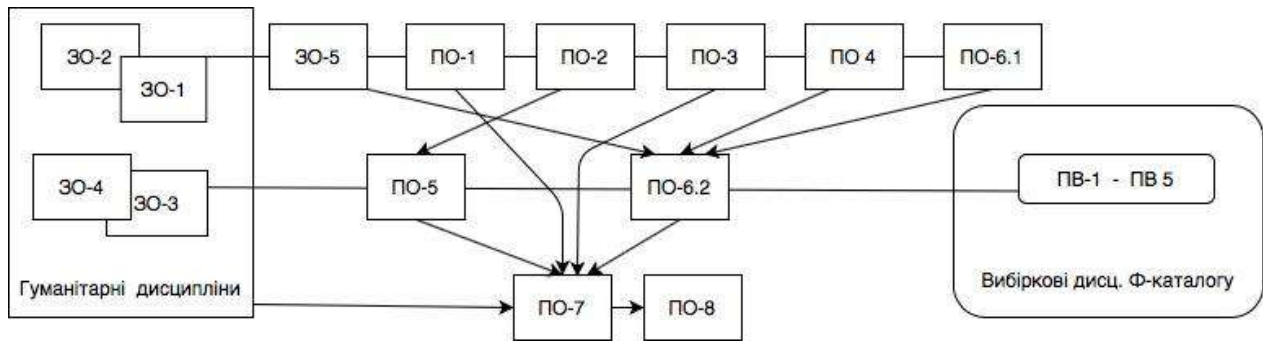 ЗО-2
ЗО-1
ЗО-5
ПО-1
ПО-2
ПО-3
ПО 4
ПО-6.1
ЗО-4
ЗО-3
ПО-5
ПО-6.2
ПВ-1 - ПВ 5
Гуманітарні дисципліни
ПО-7
ПО-8
Вибіркові дисц. Ф-каталогу